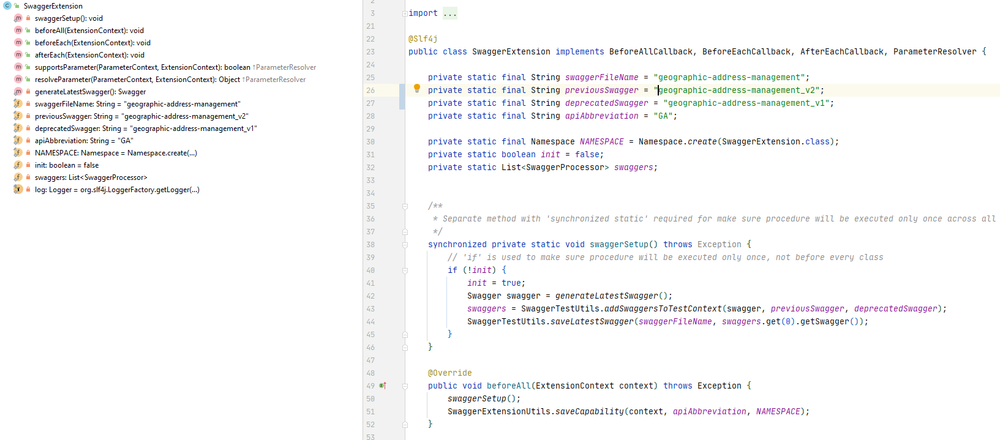 SwaggerExtension
swaggerSetup(): void
beforeAll(ExtensionContext): void
beforeEach(ExtensionContext): void
afterEach(ExtensionContext): void
supportsParameter(ParameterContext, ExtensionContext): boolean ↑ParameterResolver
resolveParameter(ParameterContext, ExtensionContext): Object ↑ParameterResolver
generateLatestSwagger(): Swagger
swaggerFileName: String = "geographic-address-management"
previousSwagger: String = "geographic-address-management_v2"
deprecatedSwagger: String = "geographic-address-management_v1"
apiAbbreviation: String = "GA"
NAMESPACE: Namespace = Namespace.create(...)
init: boolean = false
swaggers: List<SwaggerProcessor>
log: Logger = org.slf4j.LoggerFactory.getLogger(...)
2
3 import ...
21
22 @Slf4j
23 public class SwaggerExtension implements BeforeAllCallback, BeforeEachCallback, AfterEachCallback, ParameterResolver {
24
25 private static final String swaggerFileName = "geographic-address-management";
26 private static final String previousSwagger = "geographic-address-management_v2";
27 private static final String deprecatedSwagger = "geographic-address-management_v1";
28 private static final String apiAbbreviation = "GA";
29
30 private static final Namespace NAMESPACE = Namespace.create(SwaggerExtension.class);
31 private static boolean init = false;
32 private static List<SwaggerProcessor> swaggers;
33
34
35 /**
36 * Separate method with 'synchronized static' required for make sure procedure will be executed only once across all
37 */
38 synchronized private static void swaggerSetup() throws Exception {
39 // 'if' is used to make sure procedure will be executed only once, not before every class
40 if (!init) {
41 init = true;
42 Swagger swagger = generateLatestSwagger();
43 swaggers = SwaggerTestUtils.addSwaggersToTestContext(swagger, previousSwagger, deprecatedSwagger);
44 SwaggerTestUtils.saveLatestSwagger(swaggerFileName, swaggers.get(0).getSwagger());
45 }
46 }
47
48 @Override
49 public void beforeAll(ExtensionContext context) throws Exception {
50 swaggerSetup();
51 SwaggerExtensionUtils.saveCapability(context, apiAbbreviation, NAMESPACE);
52 }
53